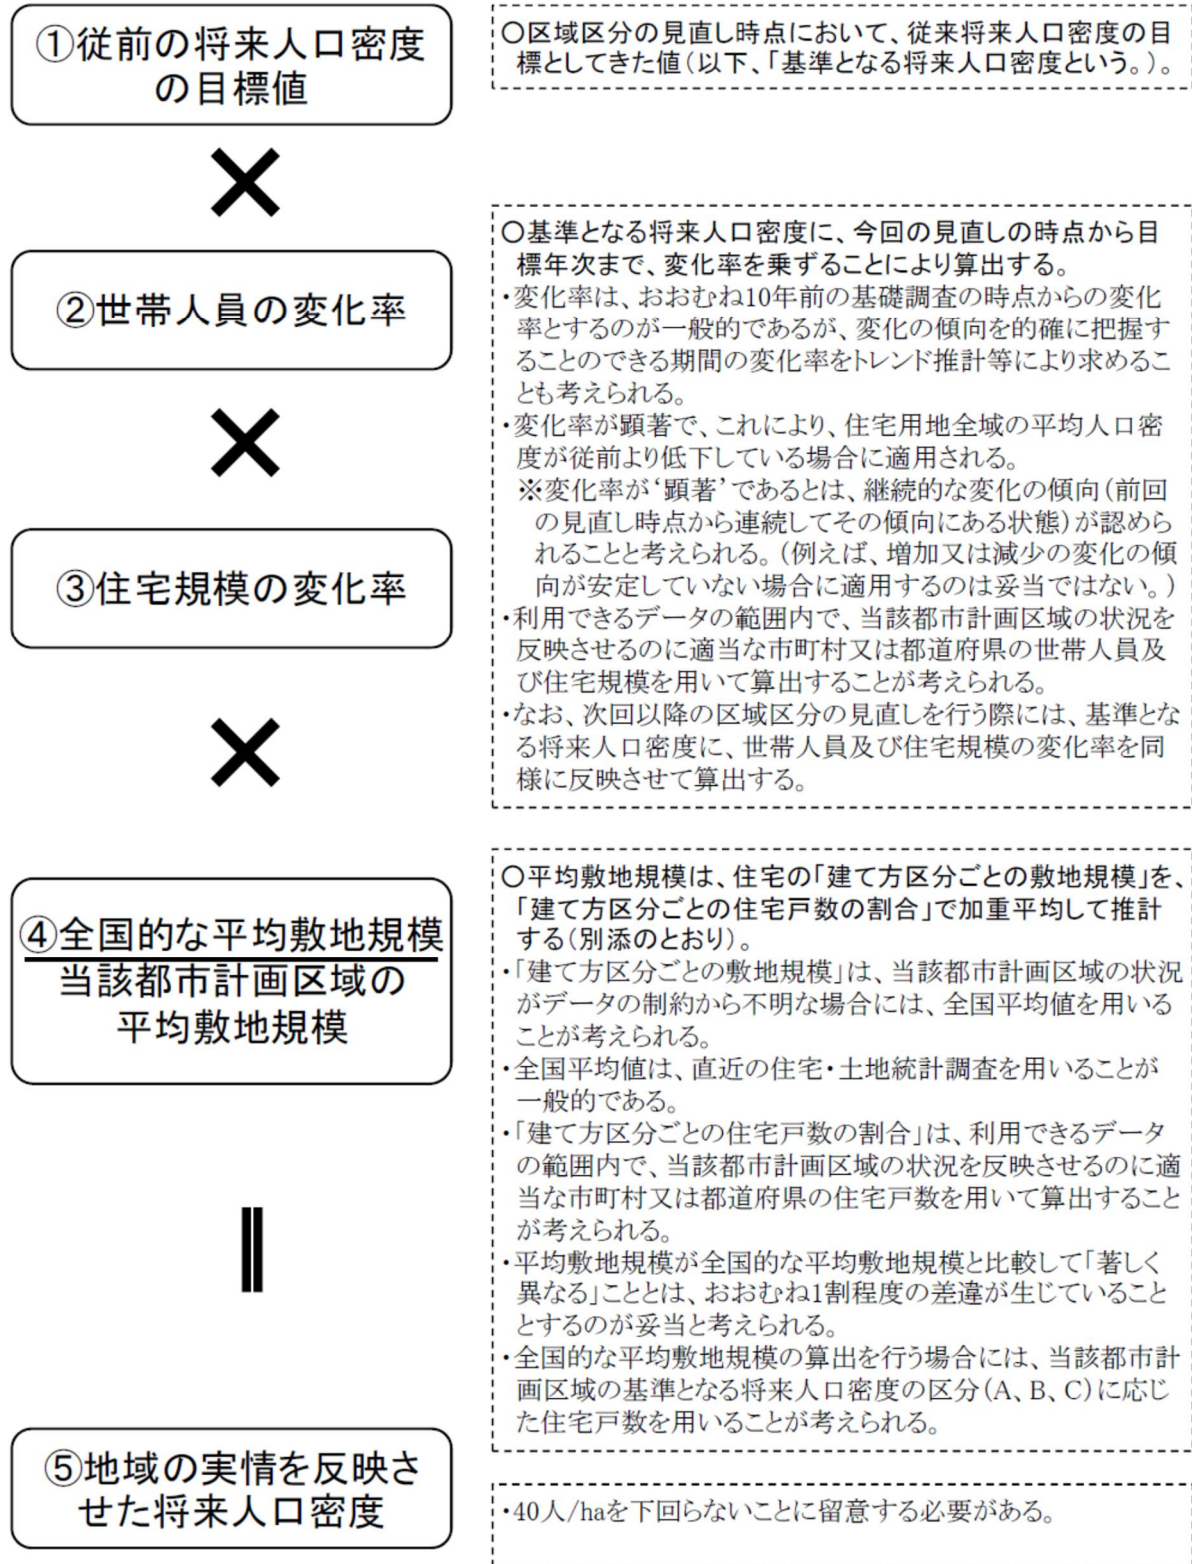 ①従前の将来人口密度
の目標値
○区域区分の見直し時点において、従来将来人口密度の目
標としてきた値(以下、「基準となる将来人口密度という。)。
×
②世帯人員の変化率
×
③住宅規模の変化率
×
○基準となる将来人口密度に、今回の見直しの時点から目
標年次まで、変化率を乗ずることにより算出する。
・変化率は、おおむね10年前の基礎調査の時点からの変化
率とするのが一般的であるが、変化の傾向を的確に把握す
ることのできる期間の変化率をトレンド推計等により求めるこ
とも考えられる。
・変化率が顕著で、これにより、住宅用地全域の平均人口密
度が従前より低下している場合に適用される。
※変化率が‘顕著’であるとは、継続的な変化の傾向(前回
の見直し時点から連続してその傾向にある状態)が認めら
れることと考えられる。(例えば、増加又は減少の変化の傾
向が安定していない場合に適用するのは妥当ではない。)
・利用できるデータの範囲内で、当該都市計画区域の状況を
反映させるのに適当な市町村又は都道府県の世帯人員及
び住宅規模を用いて算出することが考えられる。
・なお、次回以降の区域区分の見直しを行う際には、基準とな
る将来人口密度に、世帯人員及び住宅規模の変化率を同
様に反映させて算出する。
④全国的な平均敷地規模
当該都市計画区域の
平均敷地規模
○平均敷地規模は、住宅の「建て方区分ごとの敷地規模」を、
「建て方区分ごとの住宅戸数の割合」で加重平均して推計
する(別添のとおり)。
・「建て方区分ごとの敷地規模」は、当該都市計画区域の状況
がデータの制約から不明な場合には、全国平均値を用いる
ことが考えられる。
・全国平均値は、直近の住宅・土地統計調査を用いることが
一般的である。
・「建て方区分ごとの住宅戸数の割合」は、利用できるデータ
の範囲内で、当該都市計画区域の状況を反映させるのに適
当な市町村又は都道府県の住宅戸数を用いて算出すること
が考えられる。
・平均敷地規模が全国的な平均敷地規模と比較して「著しく
異なる」こととは、おおむね1割程度の差違が生じていること
とするのが妥当と考えられる。
・全国的な平均敷地規模の算出を行う場合には、当該都市計
画区域の基準となる将来人口密度の区分(A、B、C)に応じ
た住宅戸数を用いることが考えられる。
⑤地域の実情を反映さ
せた将来人口密度
・40人/haを下回らないことに留意する必要がある。